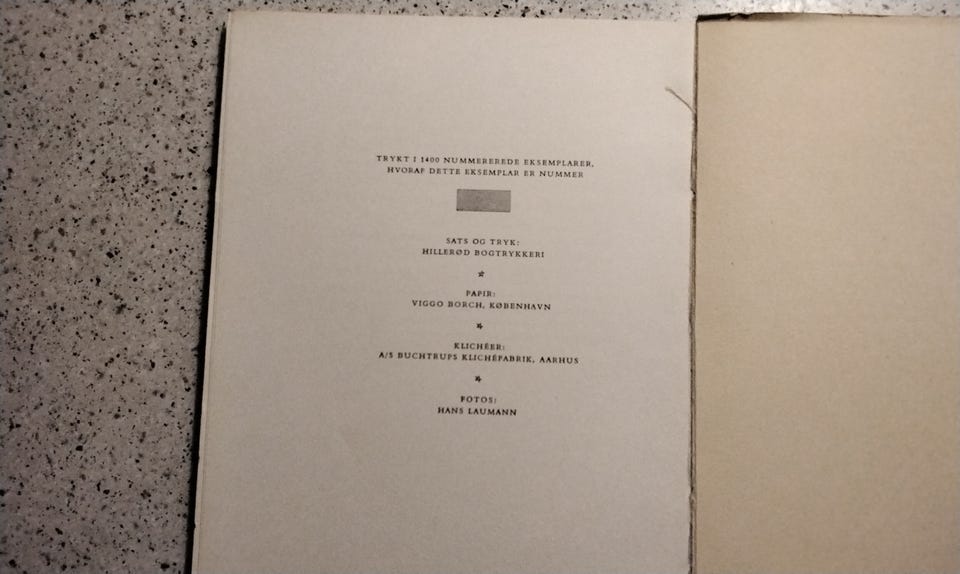 TRYKT I 1400 NUMMEREREDE EKSEMPLARER,
HVORAF DETTE EKSEMPLAR ER NUMMER
SATS OG TRYK:
HILLERØD BOGTRYKKERI
PAPIR:
VIGGO BORCH, KØBENHAVN
KLICHÉER:
A/S BUCHTRUPS KLICHÉFABRIK, AARHUS
FOTOS:
HANS LAUMANN